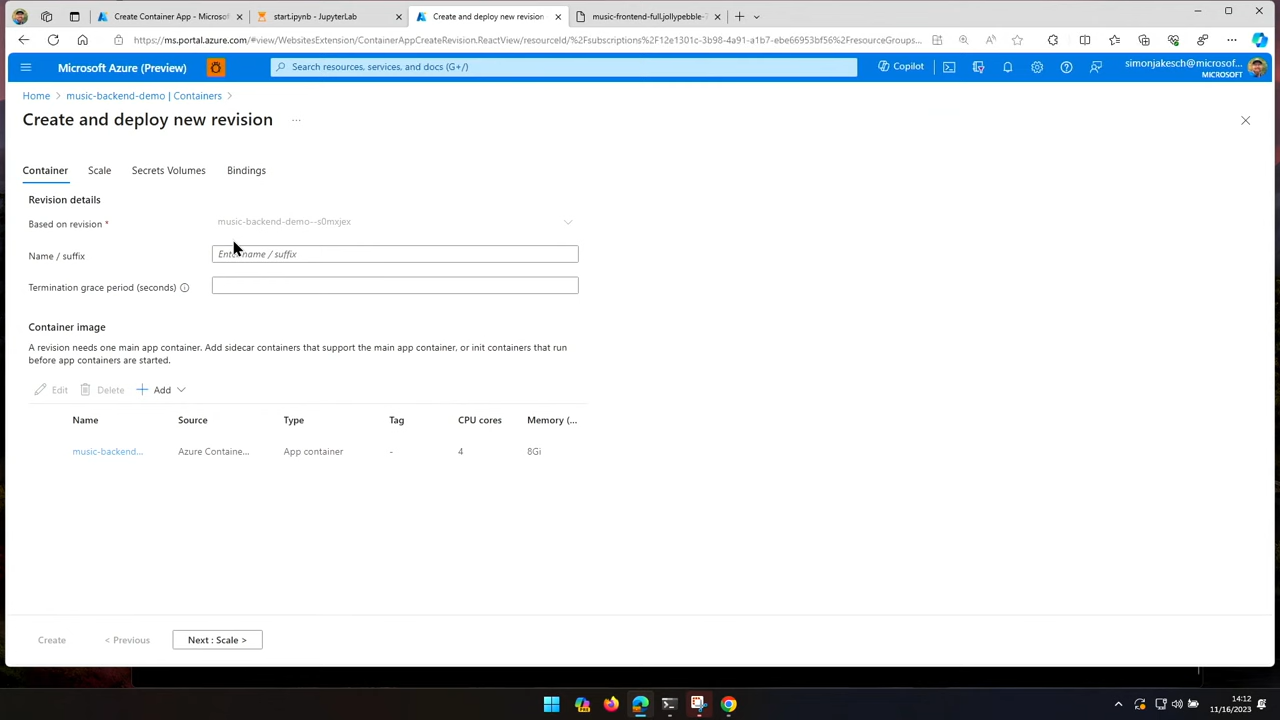 Create Container App - Microsof
start.ipynb - JupyterLab
Create and deploy new revision
music-frontend-full.jollypebble-7
https://ms.portal.azure.com/#view/WebsitesExtension/ContainerAppCreateRevision.ReactView/resourceId/%2Fsubscriptions%2F12e1301c-3b98-4a91-a1b7-ebe66953bf56%2FresourceGroups...
Microsoft Azure (Preview)
Search resources, services, and docs (G+/)
Copilot
simonjakesch@microsof...
MICROSOFT
Home > music-backend-demo | Containers >
Create and deploy new revision ...
Container
Scale
Secrets Volumes
Bindings
Revision details
Based on revision *
music-backend-demo--s0mxjex
Name / suffix
name / suffix
Termination grace period (seconds)
Container image
A revision needs one main app container. Add sidecar containers that support the main app container, or init containers that run
before app containers are started.
Edit
Delete
Add
Name
Source
Type
Tag
CPU cores
Memory (...
music-backend...
Azure Containe...
App container
-
4
8Gi
Create
< Previous
Next : Scale >
14:12
11/16/2023